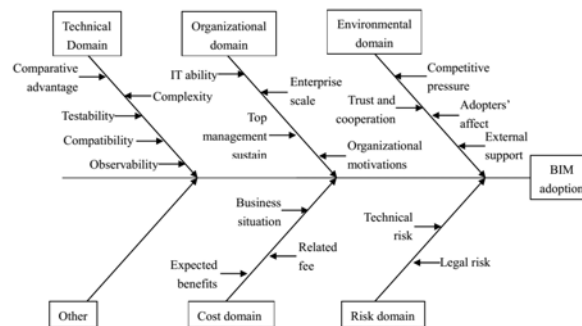 Technical
Domain
Organizational
domain
Environmental
domain
Comparative
advantage
Complexity
Testability
Compatibility
Observability
IT ability
Enterprise
scale
Top
management
sustain
Organizational
motivations
Competitive
pressure
Trust and
cooperation
Adopters'
affect
External
support
BIM
adoption
Business
situation
Related
fee
Expected
benefits
Technical
risk
Legal risk
Other
Cost domain
Risk domain